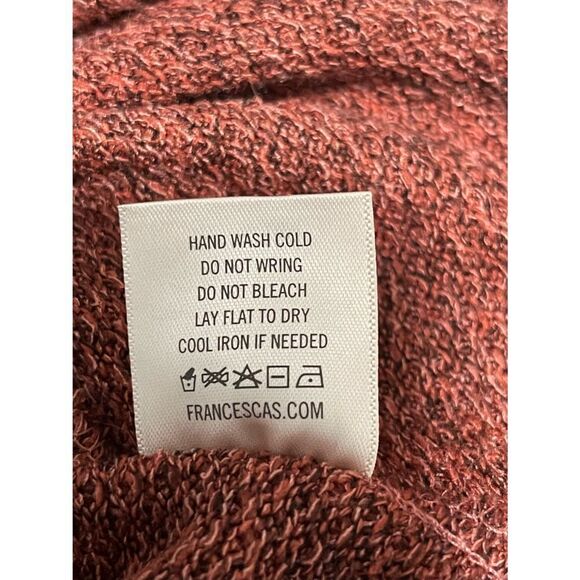 HAND WASH COLD
DO NOT WRING
DO NOT BLEACH
LAY FLAT TO DRY
COOL IRON IF NEEDED
FRANCESCAS.COM